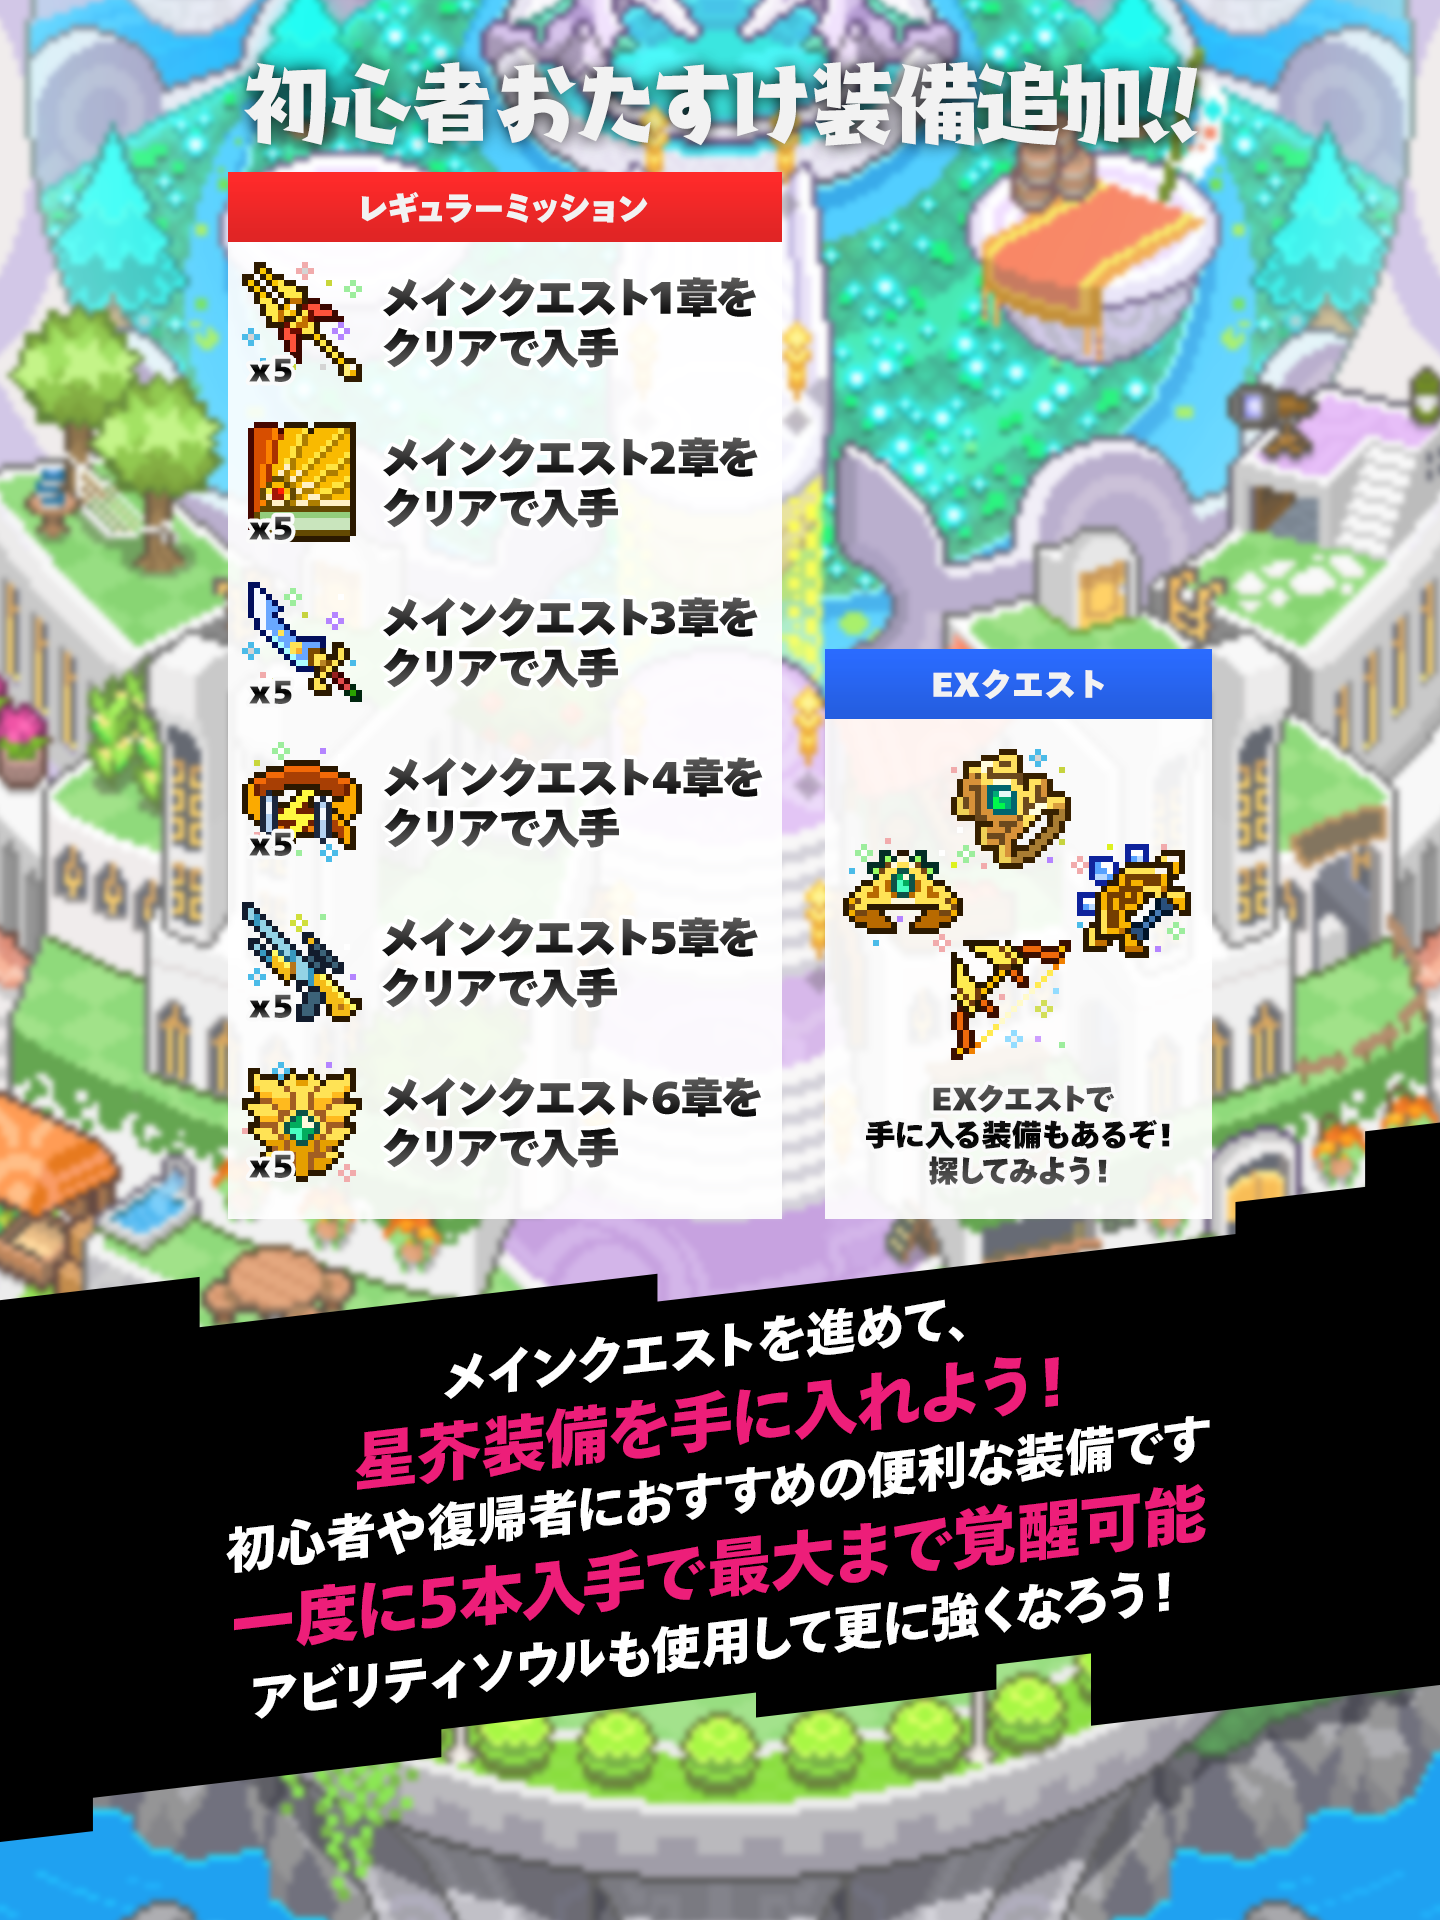 初心者おたすけ装備追加!!
レギュラーミッション
x5
メインクエスト1章を
クリアで入手
x5
メインクエスト2章を
クリアで入手
x5
メインクエスト3章を
クリアで入手
x5
メインクエスト4章を
クリアで入手
x5
メインクエスト5章を
クリアで入手
x5
メインクエスト6章を
クリアで入手
EXクエスト
EXクエストで
手に入る装備もあるぞ!
探してみよう!
メインクエストを進めて、
星芥装備を手に入れよう!
初心者や復帰者におすすめの便利な装備です
一度に5本入手で最大まで覚醒可能
アビリティソウルも使用して更に強くなろう!